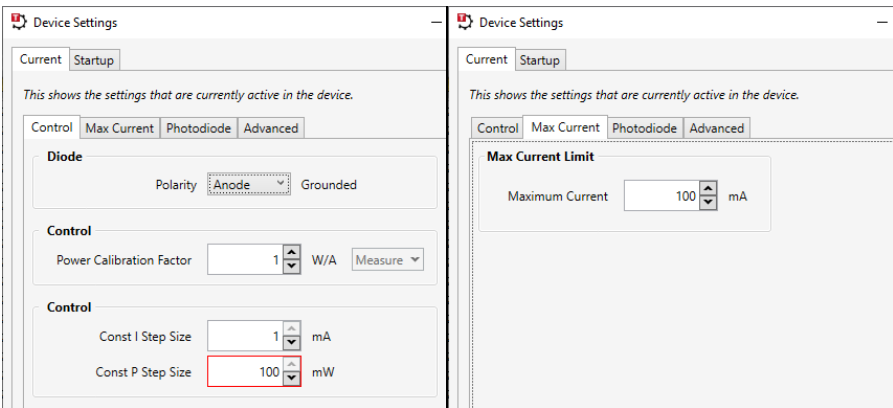 Device Settings
Current Startup
This shows the settings that are currently active in the device.
Control Max Current Photodiode Advanced
Diode
Polarity Anode Grounded
Control
Power Calibration Factor 1 W/A Measure
Control
Const I Step Size 1 mA
Const P Step Size 100 mW
Device Settings
Current Startup
This shows the settings that are currently active in the device.
Control Max Current Photodiode Advanced
Max Current Limit
Maximum Current 100 mA